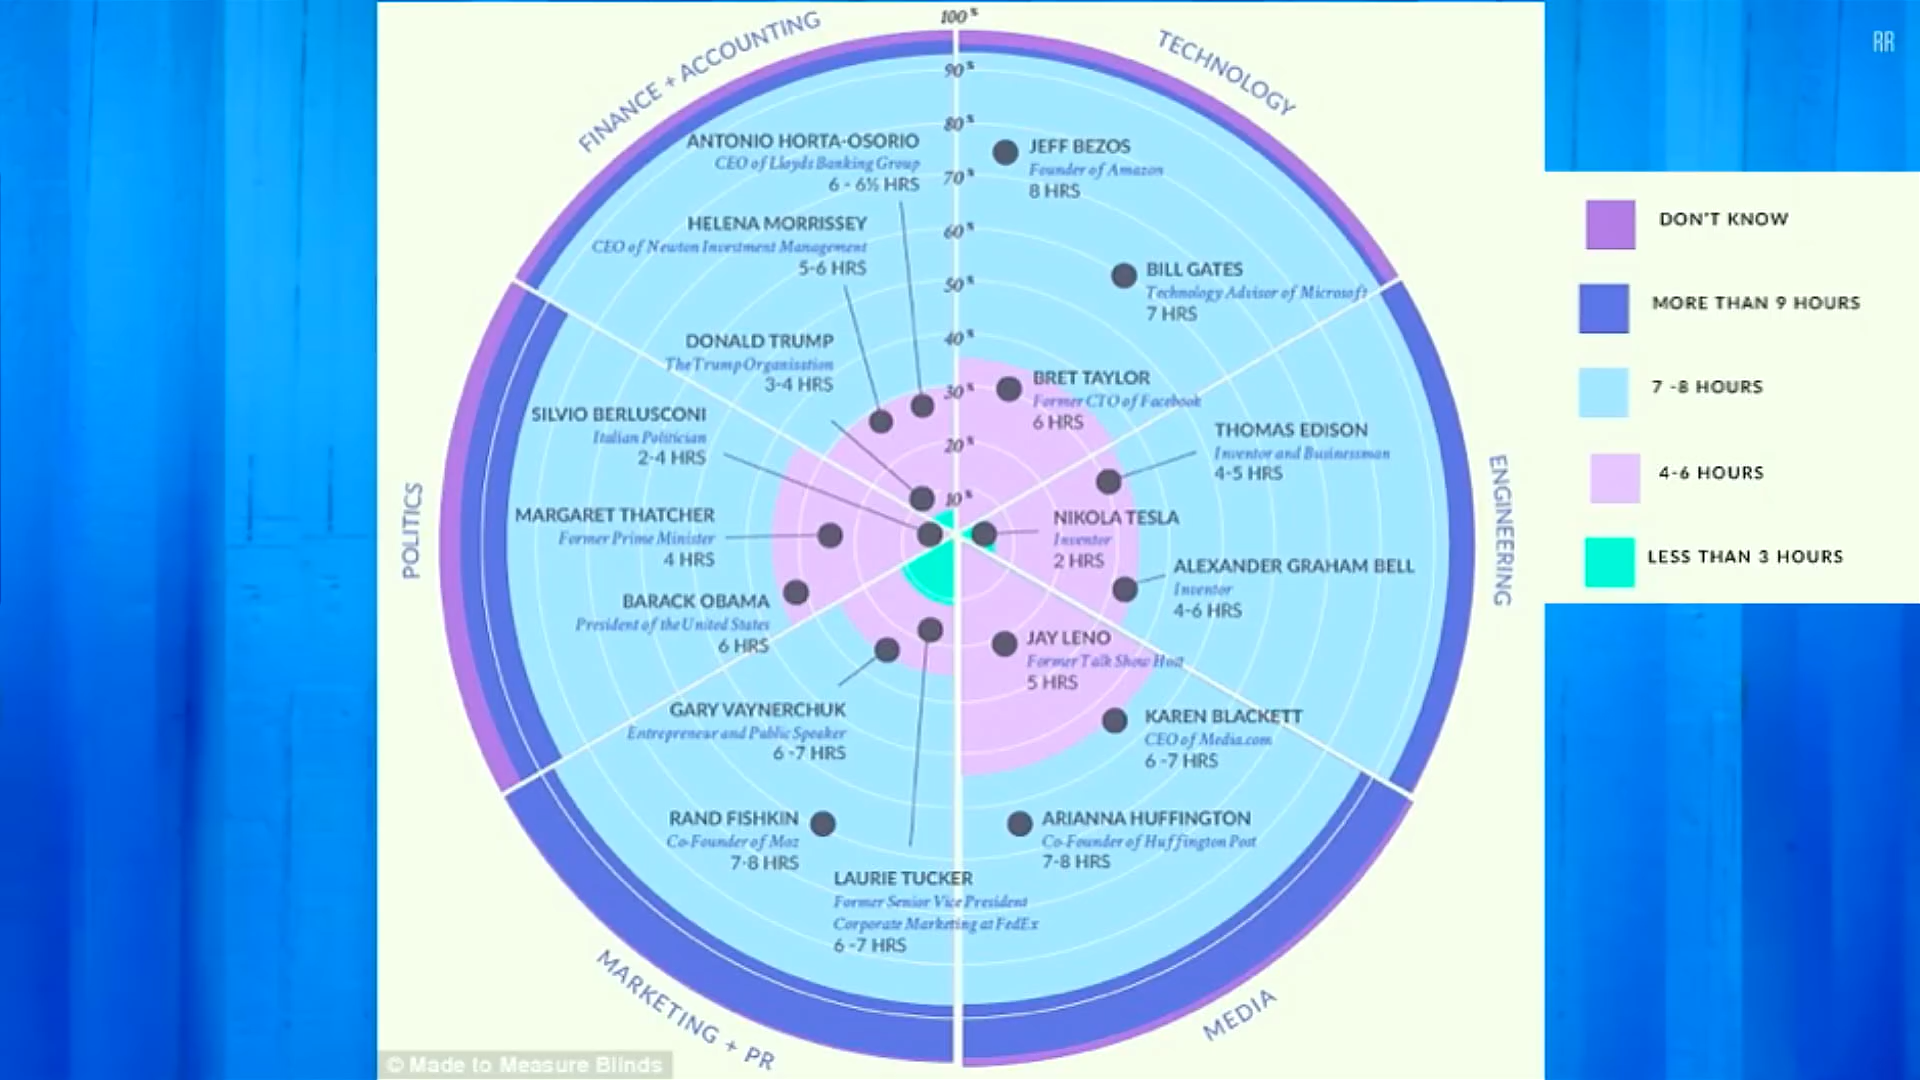 100%
90%
80%
70%
60%
50%
40%
30%
20%
10%
FINANCE + ACCOUNTING
TECHNOLOGY
ENGINEERING
MEDIA
MARKETING + PR
POLITICS
ANTONIO HORTA-OSORIO
CEO of Lloyds Banking Group
6 - 6½ HRS
HELENA MORRISSEY
CEO of Newton Investment Management
5-6 HRS
DONALD TRUMP
The Trump Organisation
3-4 HRS
SILVIO BERLUSCONI
Italian Politician
2-4 HRS
MARGARET THATCHER
Former Prime Minister
4 HRS
BARACK OBAMA
President of the United States
6 HRS
GARY VAYNERCHUK
Entrepreneur and Public Speaker
6 -7 HRS
RAND FISHKIN
Co-Founder of Moz
7-8 HRS
LAURIE TUCKER
Former Senior Vice President
Corporate Marketing at FedEx
6 -7 HRS
JEFF BEZOS
Founder of Amazon
8 HRS
BILL GATES
Technology Advisor of Microsoft
7 HRS
BRET TAYLOR
Former CTO of Facebook
6 HRS
THOMAS EDISON
Inventor and Businessman
4-5 HRS
NIKOLA TESLA
Inventor
2 HRS
ALEXANDER GRAHAM BELL
Inventor
4-6 HRS
JAY LENO
Former Talk Show Host
5 HRS
KAREN BLACKETT
CEO of Media.com
6 -7 HRS
ARIANNA HUFFINGTON
Co-Founder of Huffington Post
7-8 HRS
RR
DON'T KNOW
MORE THAN 9 HOURS
7 -8 HOURS
4-6 HOURS
LESS THAN 3 HOURS
© Made to Measure Blinds